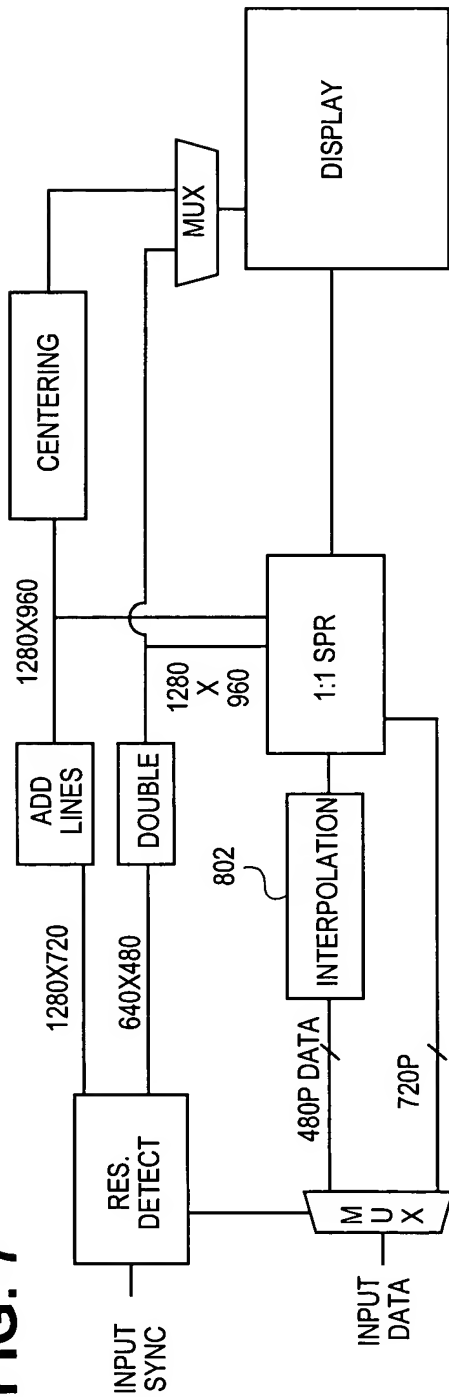 FIG. 7
INPUT
SYNC
RES.
DETECT
1280X720
640X480
ADD
LINES
DOUBLE
1280X960
1280
X
960
CENTERING
MUX
DISPLAY
INPUT
DATA
M
U
X
480P DATA
720P
802
INTERPOLATION
1:1 SPR